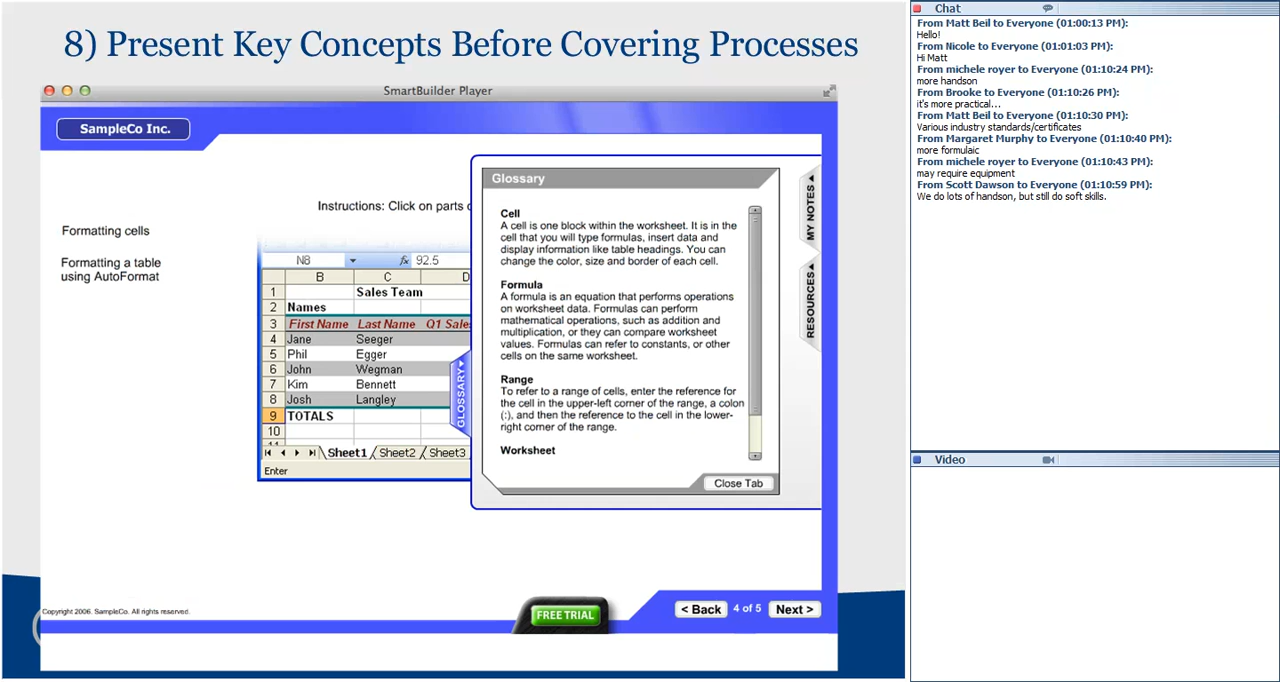 8) Present Key Concepts Before Covering Processes
SmartBuilder Player
SampleCo Inc.
Instructions: Click on parts
Formatting cells
Formatting a table
using AutoFormat
N8 fx 92.5
B C D
1 Sales Team
2 Names
3 First Name Last Name Q1 Sale
4 Jane Seeger
5 Phil Egger
6 John Wegman
7 Kim Bennett
8 Josh Langley
9 TOTALS
10
11
Sheet1 Sheet2 Sheet3
Enter
GLOSSARY
Glossary
Cell
A cell is one block within the worksheet. It is in the
cell that you will type formulas, insert data and
display information like table headings. You can
change the color, size and border of each cell.
Formula
A formula is an equation that performs operations
on worksheet data. Formulas can perform
mathematical operations, such as addition and
multiplication, or they can compare worksheet
values. Formulas can refer to constants, or other
cells on the same worksheet.
Range
To refer to a range of cells, enter the reference for
the cell in the upper-left corner of the range, a colon
(:), and then the reference to the cell in the lower-
right corner of the range.
Worksheet
Close Tab
MY NOTES
RESOURCES
Copyright 2006. SampleCo. All rights reserved.
FREE TRIAL
< Back 4 of 5 Next >
Chat
From Matt Beil to Everyone (01:00:13 PM):
Hello!
From Nicole to Everyone (01:01:03 PM):
Hi Matt
From michele royer to Everyone (01:10:24 PM):
more handson
From Brooke to Everyone (01:10:26 PM):
it's more practical...
From Matt Beil to Everyone (01:10:30 PM):
Various industry standards/certificates
From Margaret Murphy to Everyone (01:10:40 PM):
more formulaic
From michele royer to Everyone (01:10:43 PM):
may require equipment
From Scott Dawson to Everyone (01:10:59 PM):
We do lots of handson, but still do soft skills.
Video